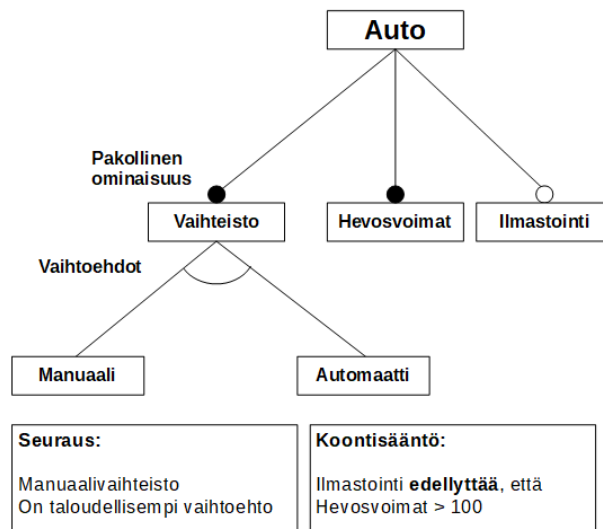 Auto
Pakollinen
ominaisuus
Vaihteisto
Hevosvoimat
Ilmastointi
Vaihtoehdot
Manuaali
Automaatti
Seuraus:
Manuaalivaihteisto
On taloudellisempi vaihtoehto
Koontisääntö:
Ilmastointi edellyttää, että
Hevosvoimat > 100